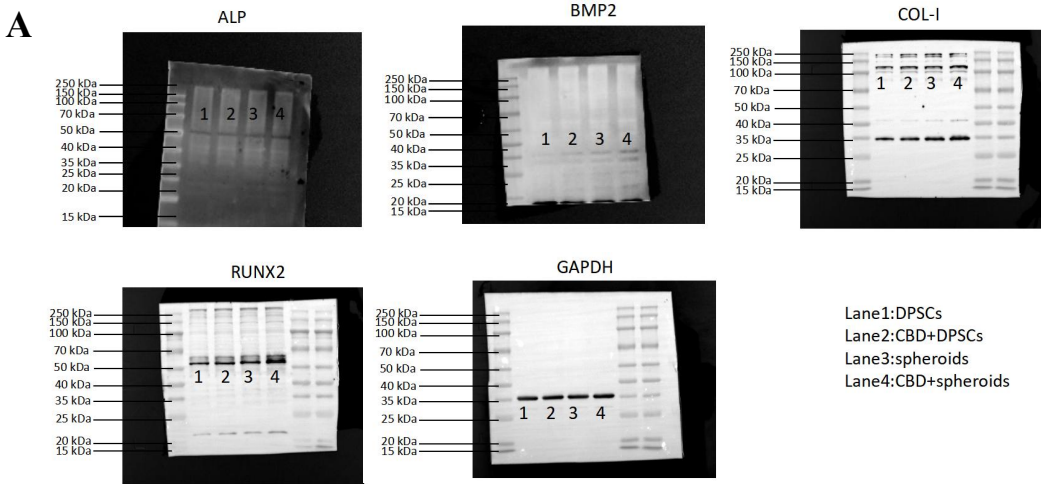 A
ALP
250 kDa
150 kDa
100 kDa
70 kDa
50 kDa
40 kDa
35 kDa
25 kDa
20 kDa
15 kDa
1 2 3 4
BMP2
250 kDa
150 kDa
100 kDa
70 kDa
50 kDa
40 kDa
35 kDa
25 kDa
20 kDa
15 kDa
1 2 3 4
COL-I
250 kDa
150 kDa
100 kDa
70 kDa
50 kDa
40 kDa
35 kDa
25 kDa
20 kDa
15 kDa
1 2 3 4
RUNX2
250 kDa
150 kDa
100 kDa
70 kDa
50 kDa
40 kDa
35 kDa
25 kDa
20 kDa
15 kDa
1 2 3 4
GAPDH
250 kDa
150 kDa
100 kDa
70 kDa
50 kDa
40 kDa
35 kDa
25 kDa
20 kDa
15 kDa
1 2 3 4
Lane1:DPSCs
Lane2:CBD+DPSCs
Lane3:spheroids
Lane4:CBD+spheroids